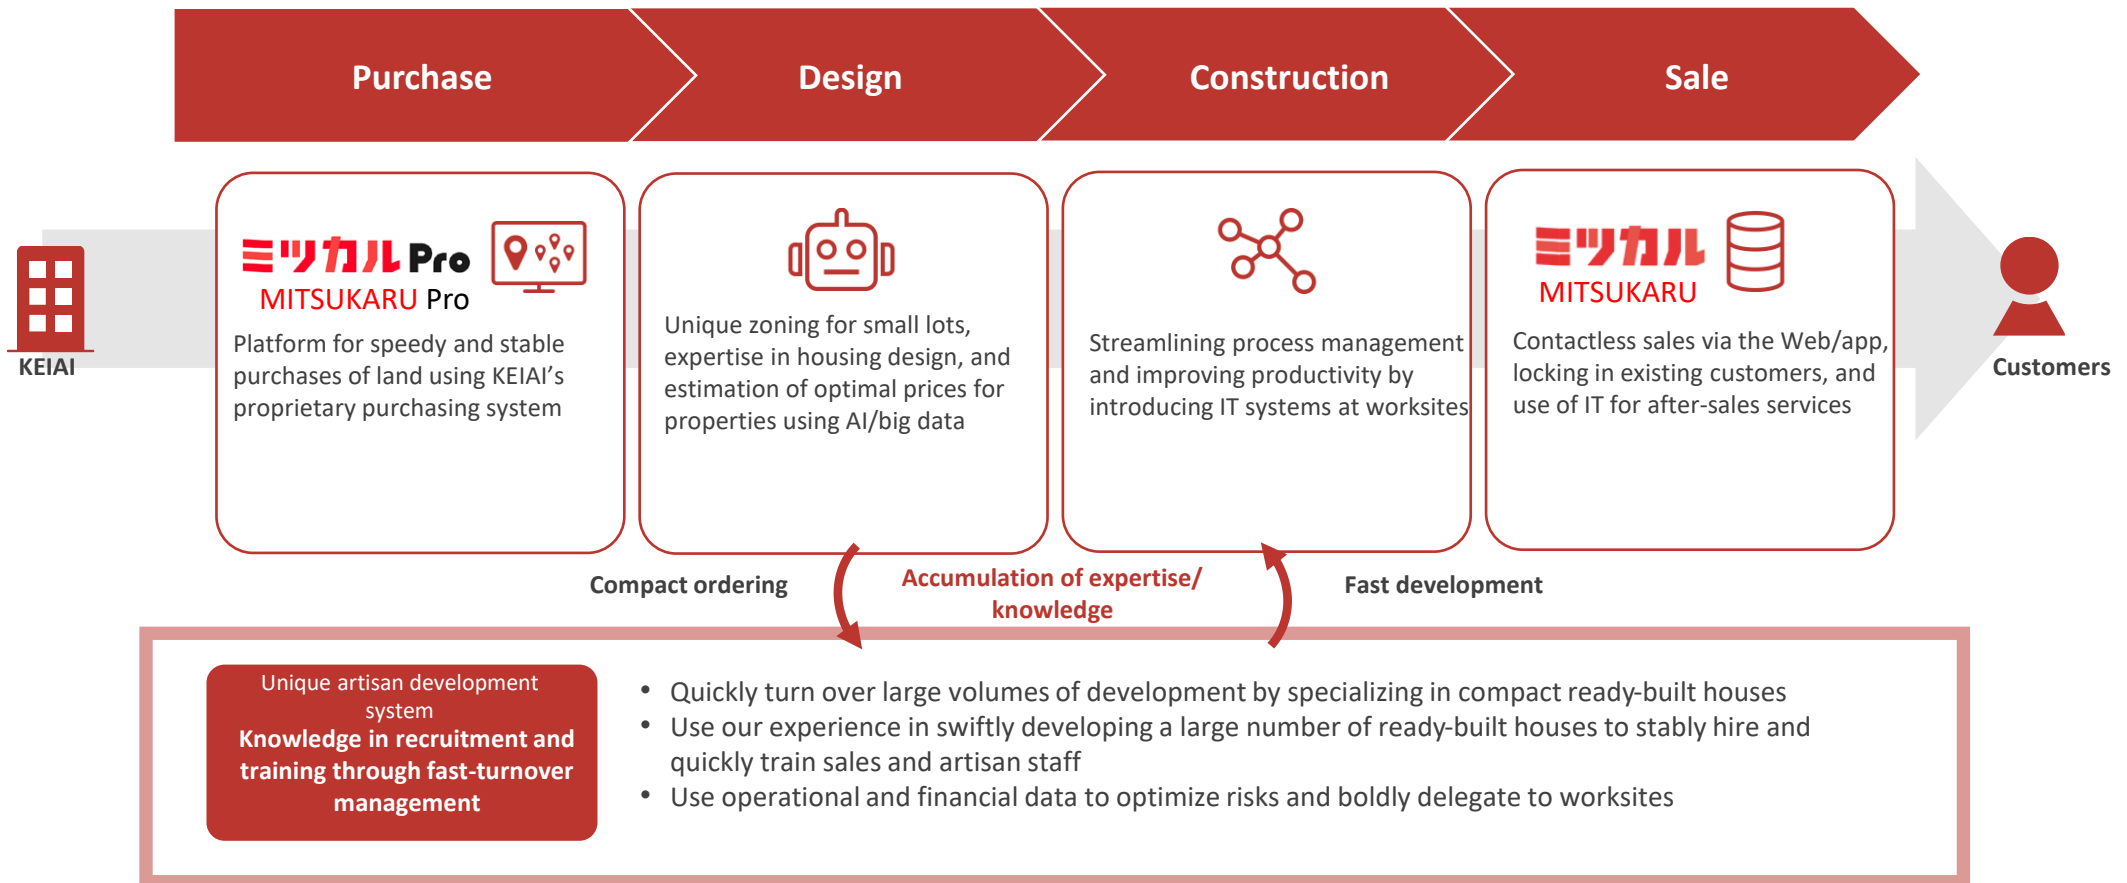 Purchase
Design
Construction
Sale
KEIAI
ミツカル Pro
MITSUKARU Pro
Platform for speedy and stable
purchases of land using KEIAI’s
proprietary purchasing system
Unique zoning for small lots,
expertise in housing design, and
estimation of optimal prices for
properties using AI/big data
Streamlining process management
and improving productivity by
introducing IT systems at worksites
ミツカル
MITSUKARU
Contactless sales via the Web/app,
locking in existing customers, and
use of IT for after-sales services
Customers
Compact ordering
Accumulation of expertise/
knowledge
Fast development
Unique artisan development
system
Knowledge in recruitment and
training through fast-turnover
management
• Quickly turn over large volumes of development by specializing in compact ready-built houses
• Use our experience in swiftly developing a large number of ready-built houses to stably hire and
quickly train sales and artisan staff
• Use operational and financial data to optimize risks and boldly delegate to worksites